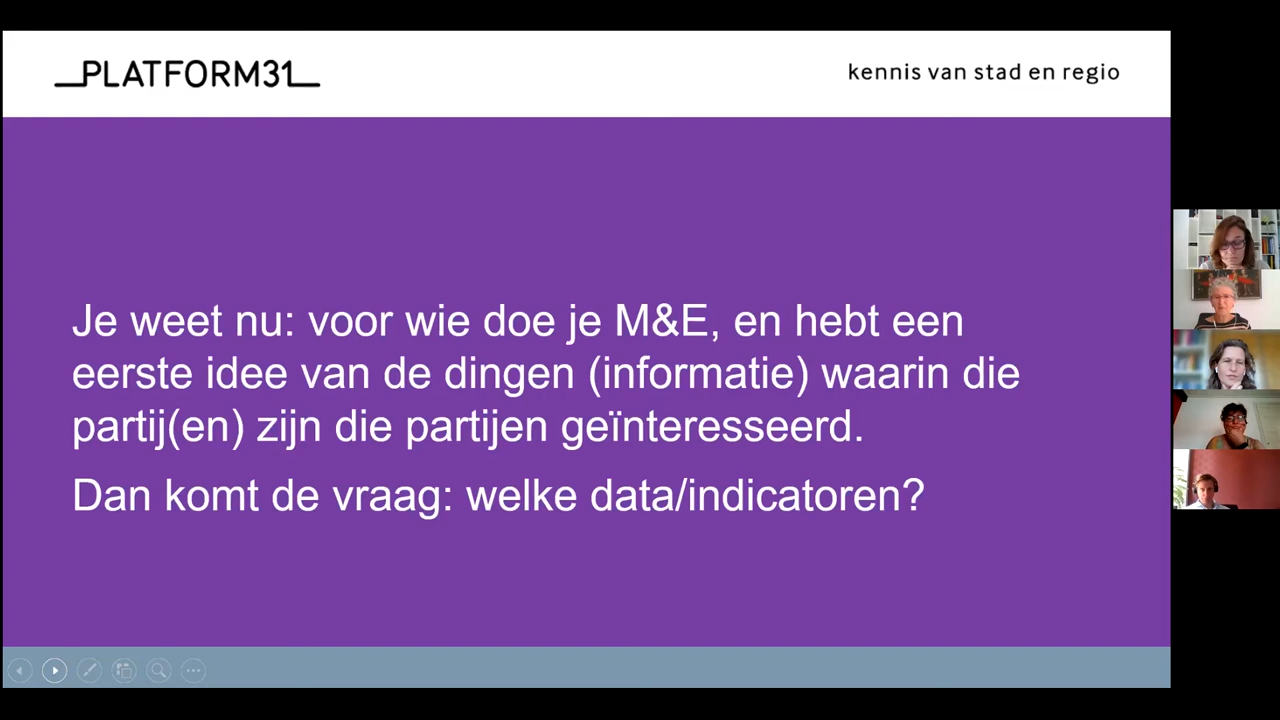 PLATFORM31
kennis van stad en regio
Je weet nu: voor wie doe je M&E, en hebt een
eerste idee van de dingen (informatie) waarin die
partij(en) zijn die partijen geïnteresseerd.
Dan komt de vraag: welke data/indicatoren?